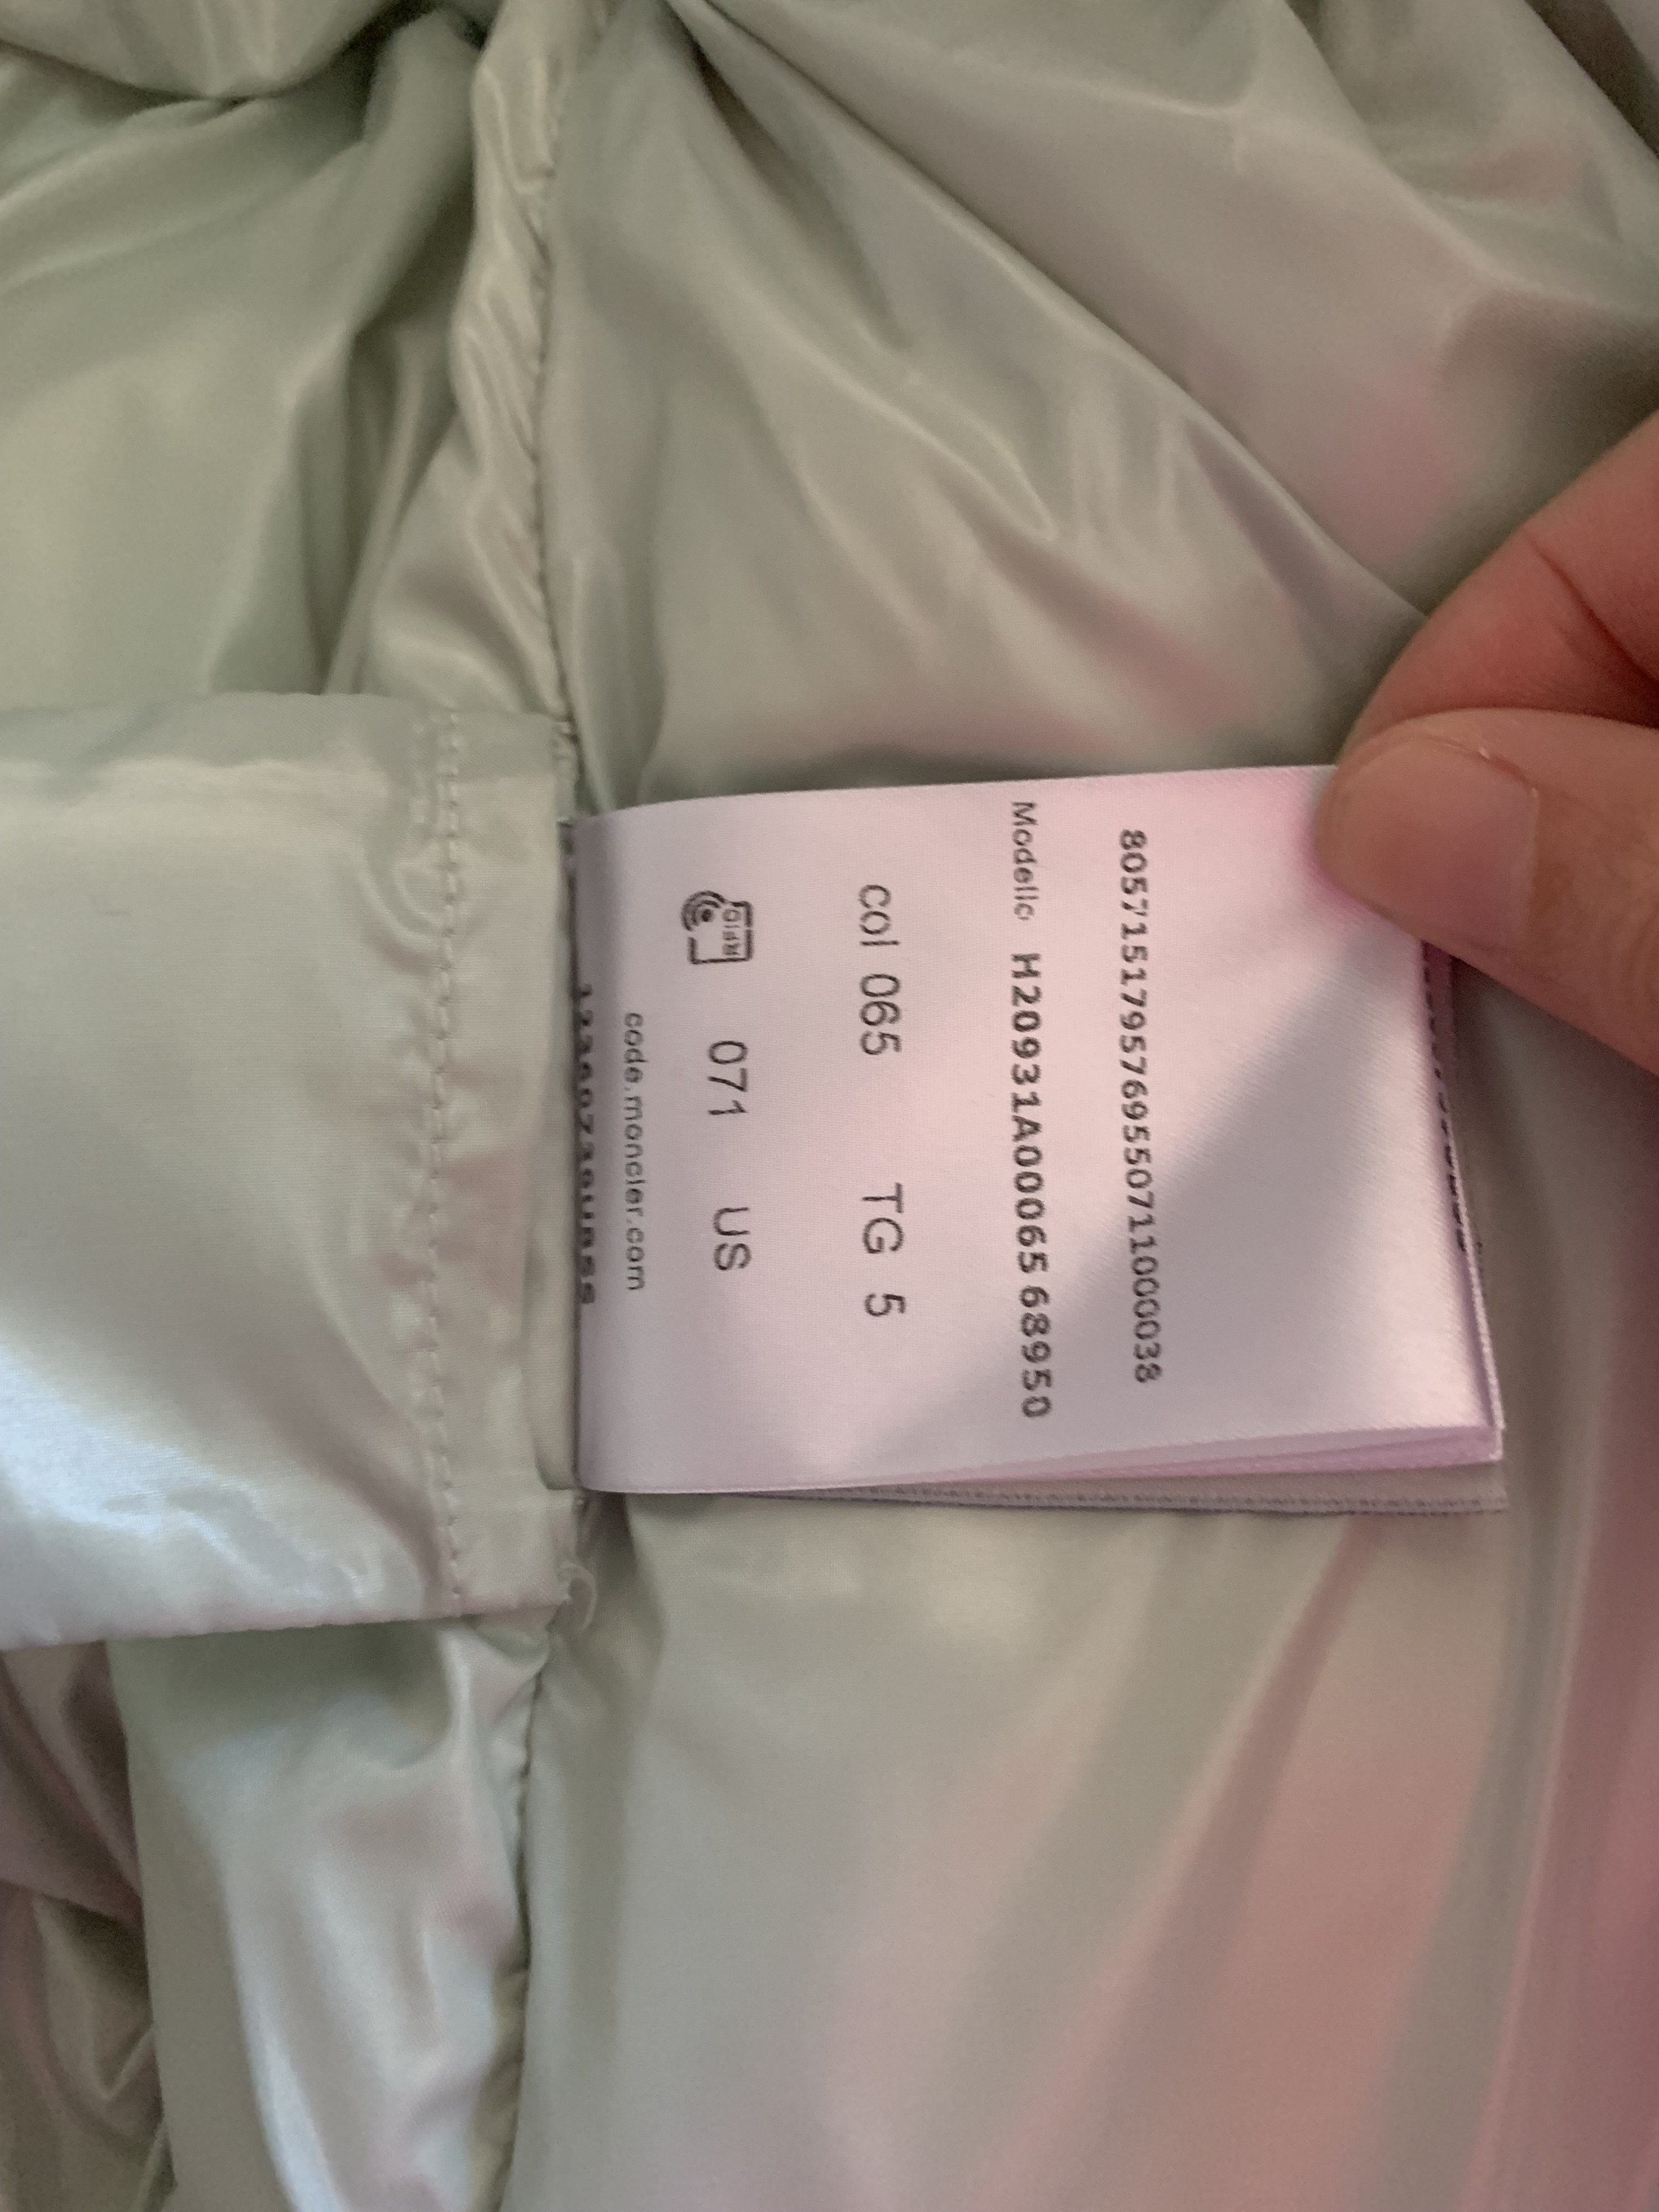 8057151795769550711000038
Modello H20931A00065 68950
col 065 TG 5
071 US
code.moncler.com